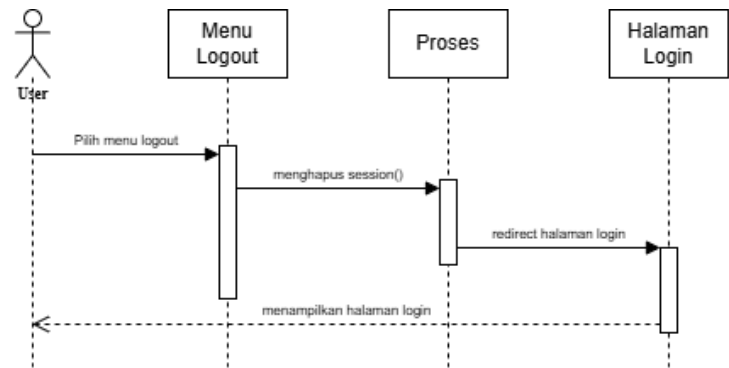 Menu
Logout
Proses
Halaman
Login
User
Pilih menu logout
menghapus session()
redirect halaman login
menampilkan halaman login